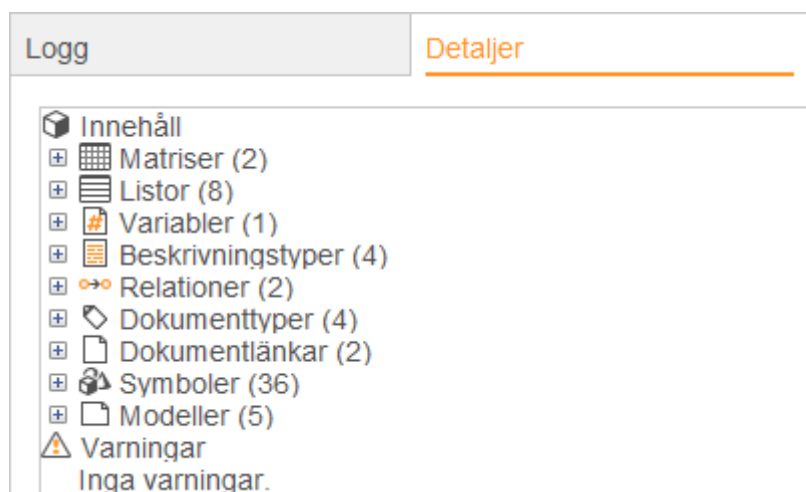 Logg
Detaljer
Innehåll
Matriser (2)
Listor (8)
Variabler (1)
Beskrivningstyper (4)
Relationer (2)
Dokumenttyper (4)
Dokumentlänkar (2)
Symboler (36)
Modeller (5)
Varningar
Inga varningar.